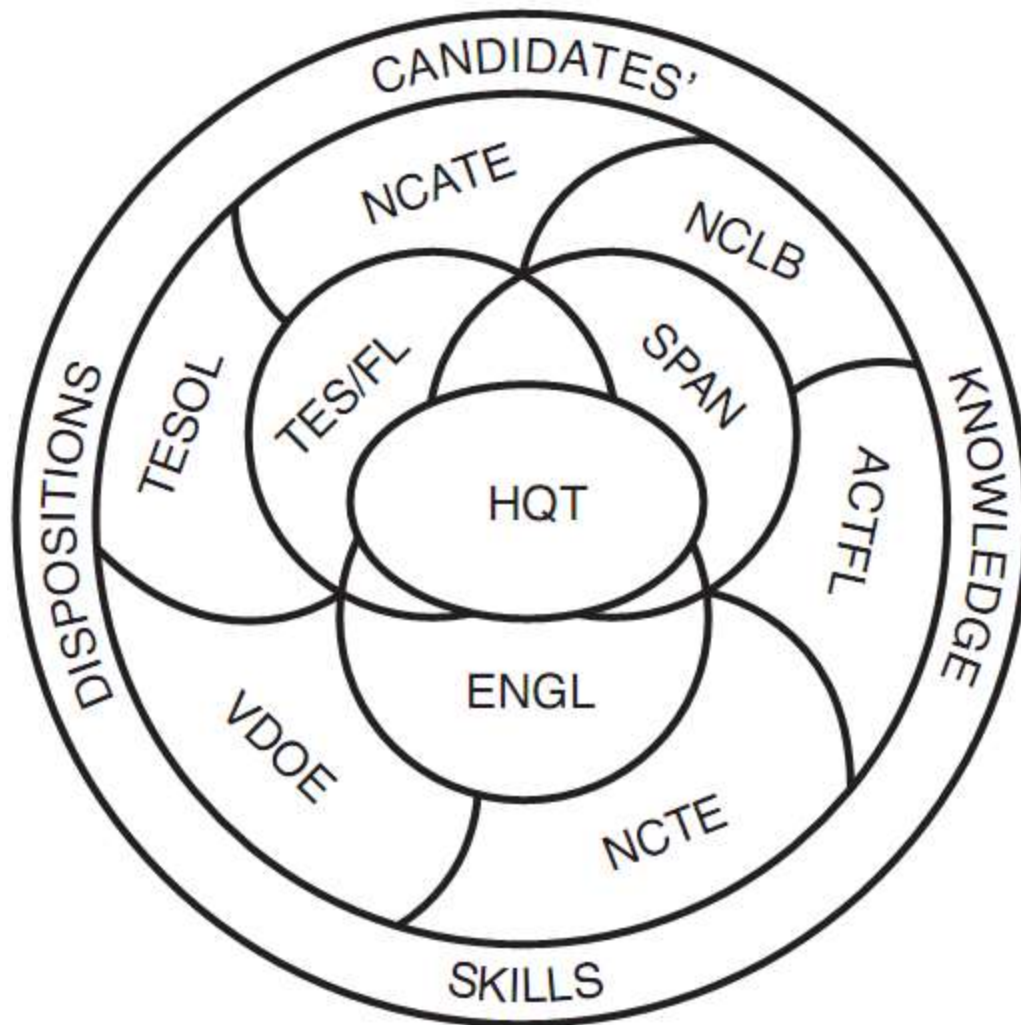 CANDIDATES’
NCATE
NCLB
SPAN
TES/FL
TESOL
DISPOSITIONS
KNOWLEDGE
ACTFL
HQT
ENGL
VDOE
NCTE
SKILLS